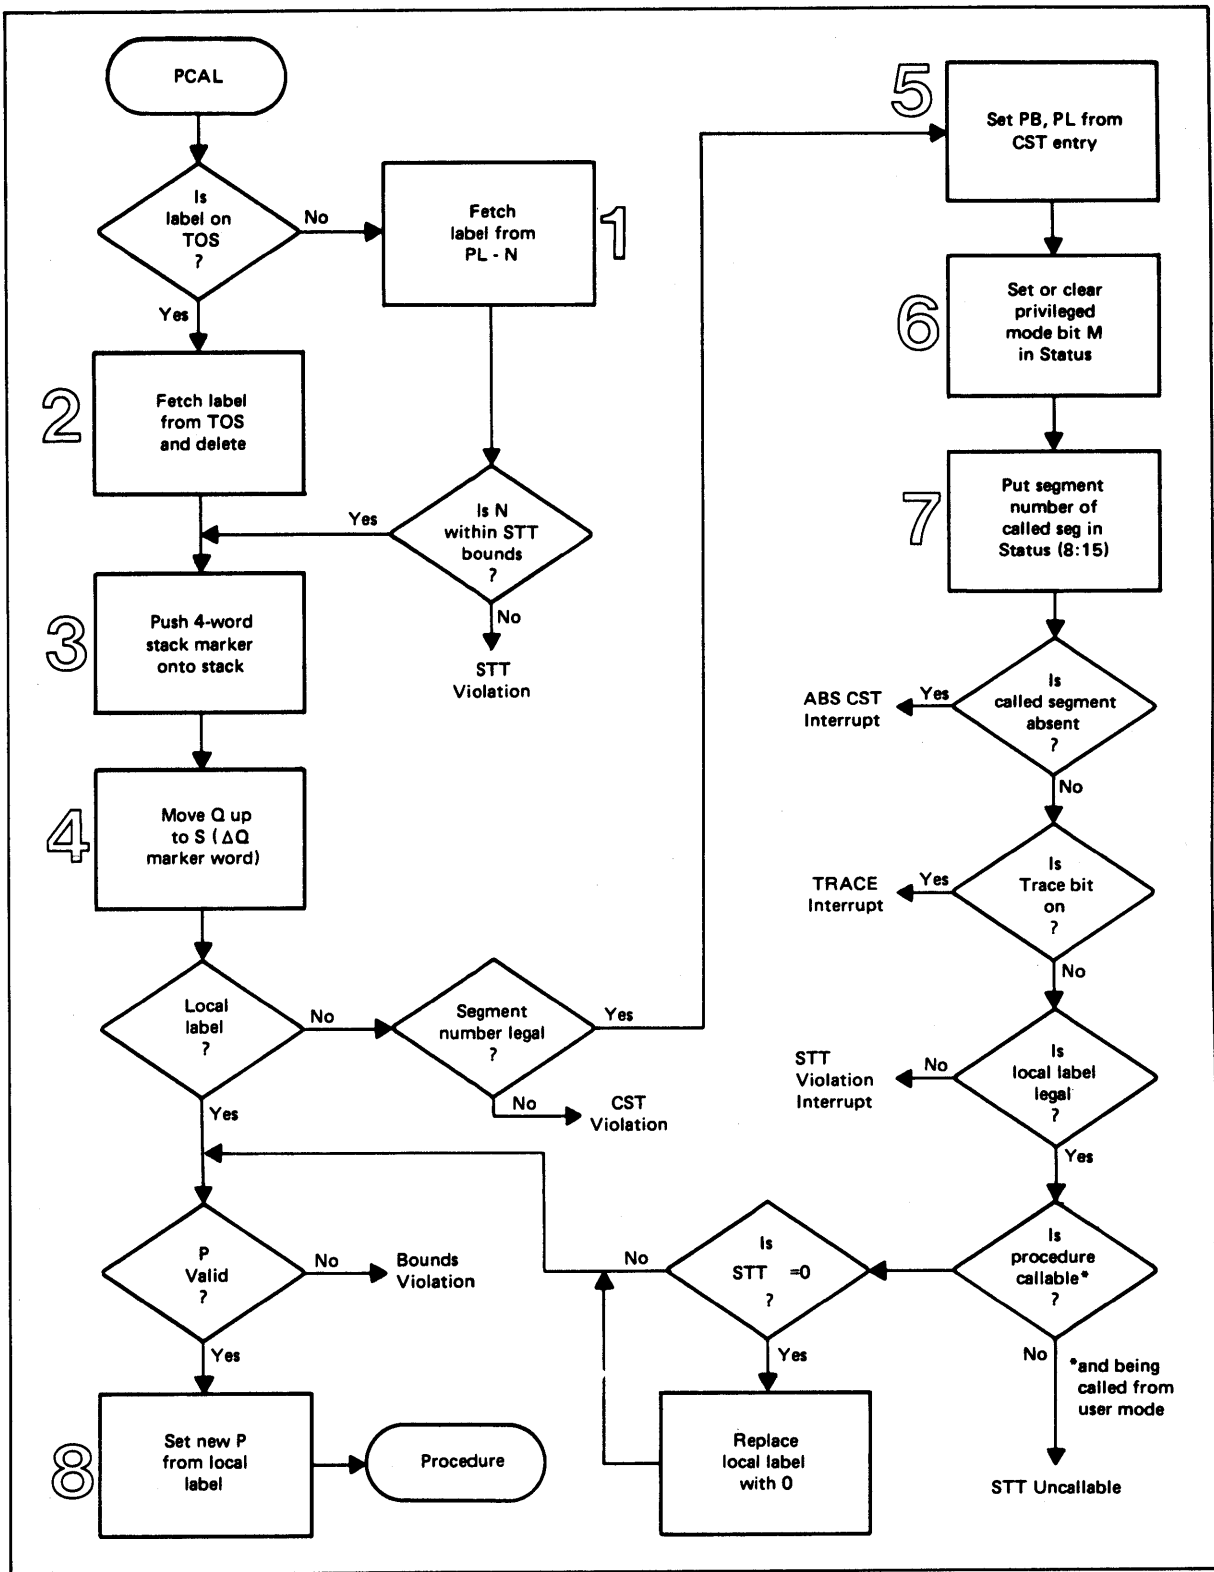 PCAL
Is
label on
TOS
?
No
Yes
1
Fetch
label from
PL - N
2
Fetch label
from TOS
and delete
Is N
within STT
bounds
?
Yes
No
STT
Violation
3
Push 4-word
stack marker
onto stack
4
Move Q up
to S (ΔQ
marker word)
Local
label
?
No
Yes
Segment
number legal
?
Yes
No
CST
Violation
5
Set PB, PL from
CST entry
6
Set or clear
privileged
mode bit M
in Status
7
Put segment
number of
called seg in
Status (8:15)
Is
called segment
absent
?
Yes
ABS CST
Interrupt
No
Is
Trace bit
on
?
Yes
TRACE
Interrupt
No
Is
local label
legal
?
No
STT
Violation
Interrupt
Yes
Is
procedure
callable*
?
No
*and being
called from
user mode
STT Uncallable
Is
STT =0
?
No
Yes
Replace
local label
with 0
P
Valid
?
No
Bounds
Violation
Yes
8
Set new P
from local
label
Procedure